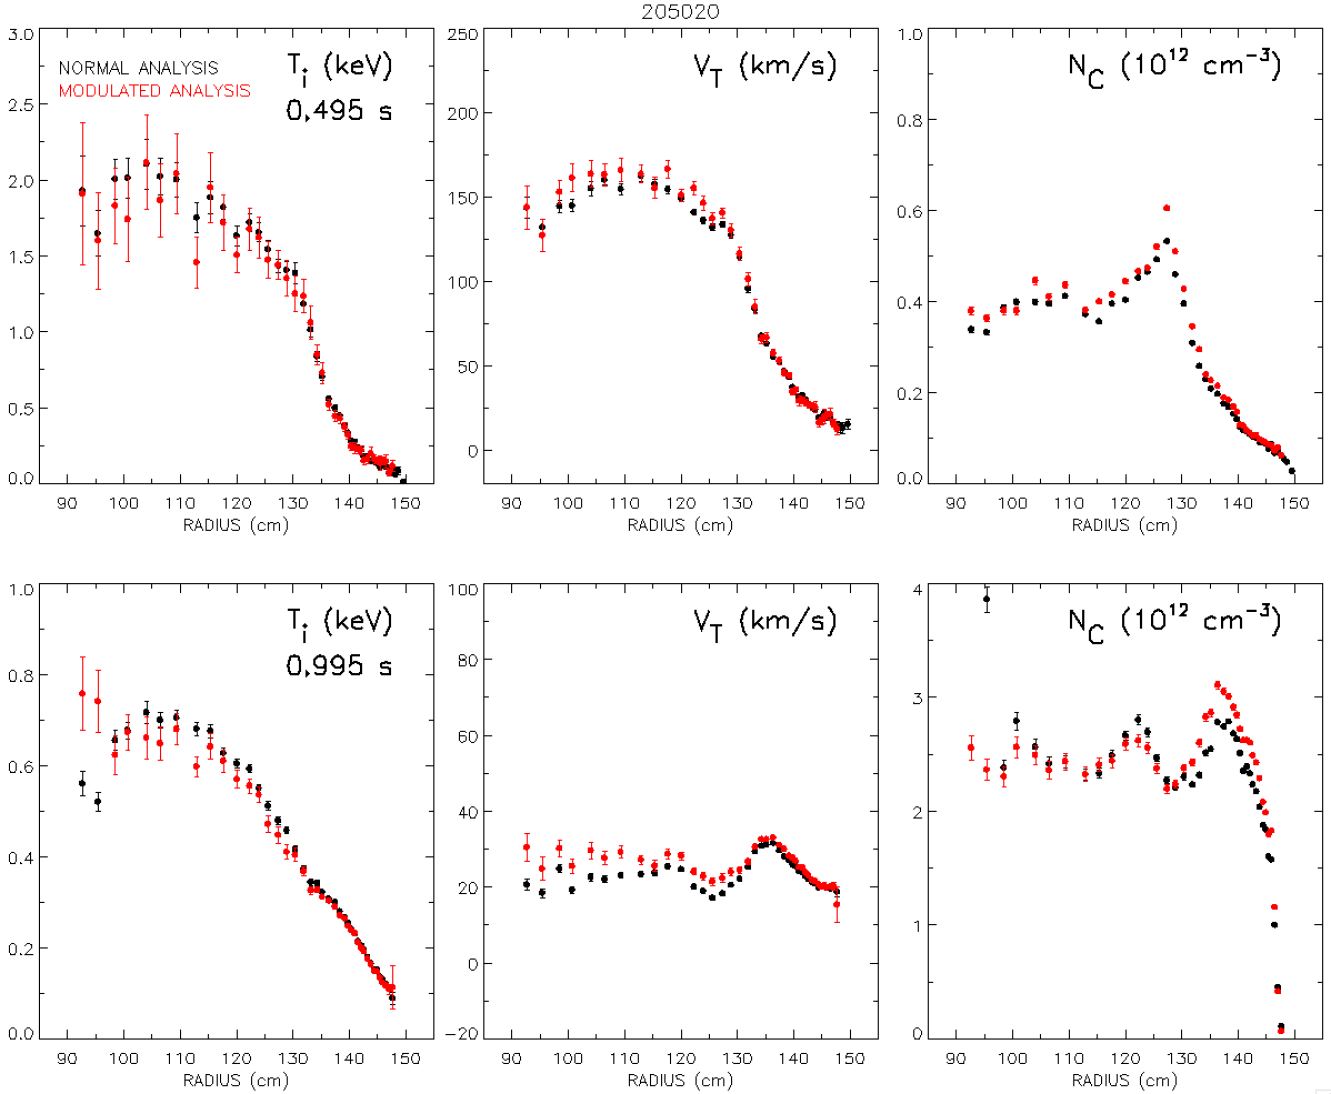 205020
T_i (keV)
0.495 s
NORMAL ANALYSIS
MODULATED ANALYSIS
3.0
2.5
2.0
1.5
1.0
0.5
0.0
90 100 110 120 130 140 150
RADIUS (cm)
V_T (km/s)
250
200
150
100
50
0
90 100 110 120 130 140 150
RADIUS (cm)
N_C (10^12 cm^-3)
1.0
0.8
0.6
0.4
0.2
0.0
90 100 110 120 130 140 150
RADIUS (cm)
T_i (keV)
0.995 s
1.0
0.8
0.6
0.4
0.2
0.0
90 100 110 120 130 140 150
RADIUS (cm)
V_T (km/s)
100
80
60
40
20
0
-20
90 100 110 120 130 140 150
RADIUS (cm)
N_C (10^12 cm^-3)
4
3
2
1
0
90 100 110 120 130 140 150
RADIUS (cm)